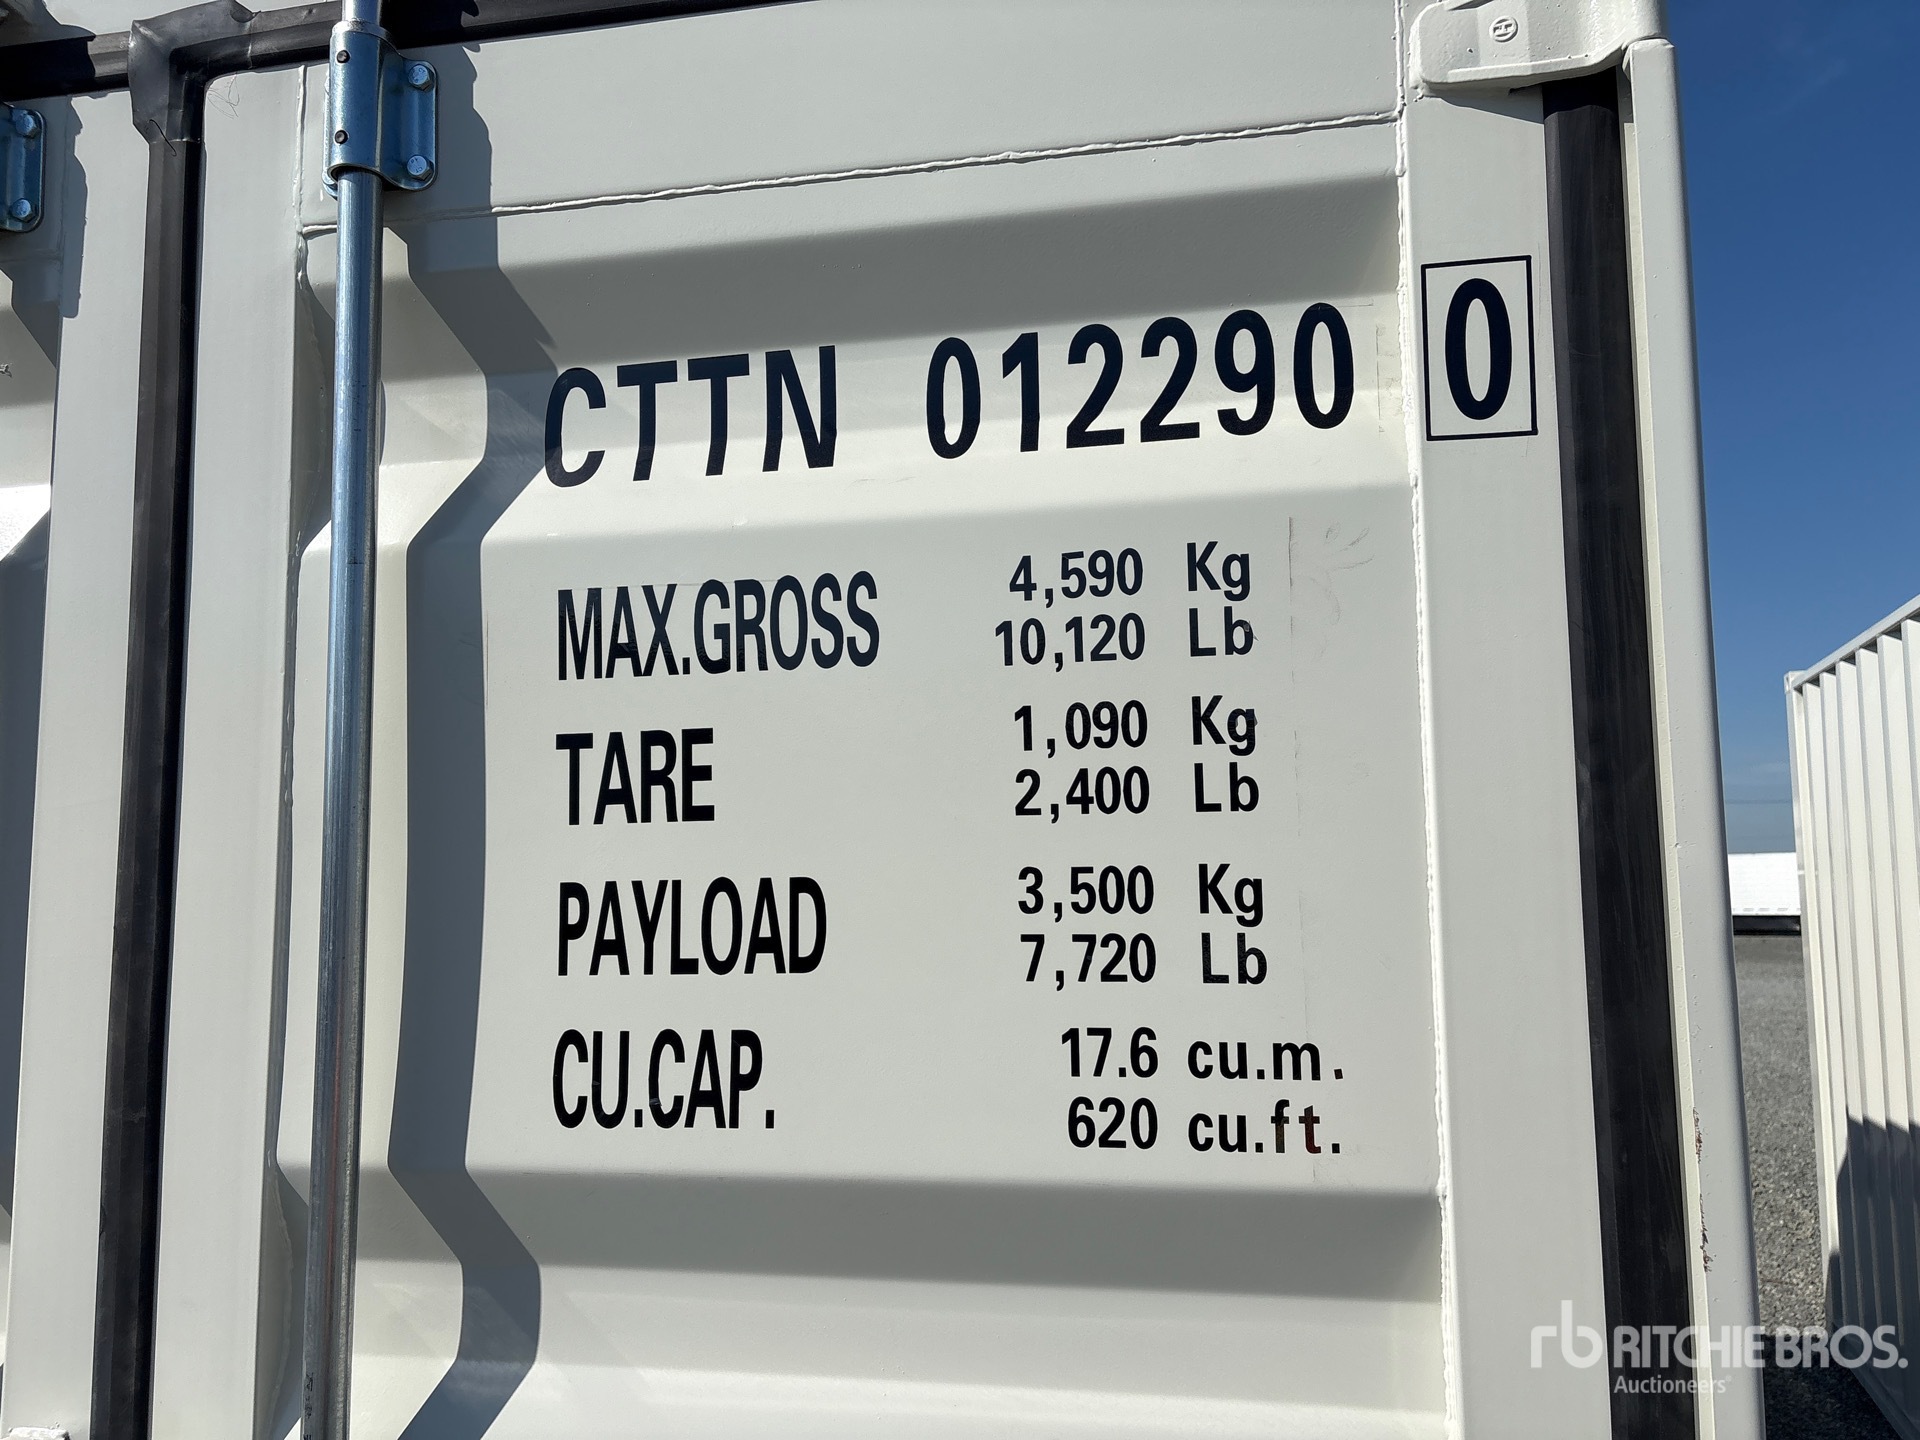 CTTN 012290 0
MAX.GROSS 4,590 Kg
10,120 Lb
TARE 1,090 Kg
2,400 Lb
PAYLOAD 3,500 Kg
7,720 Lb
CU.CAP. 17.6 cu.m.
620 cu.ft.
rb RITCHIE BROS.
Auctioneers